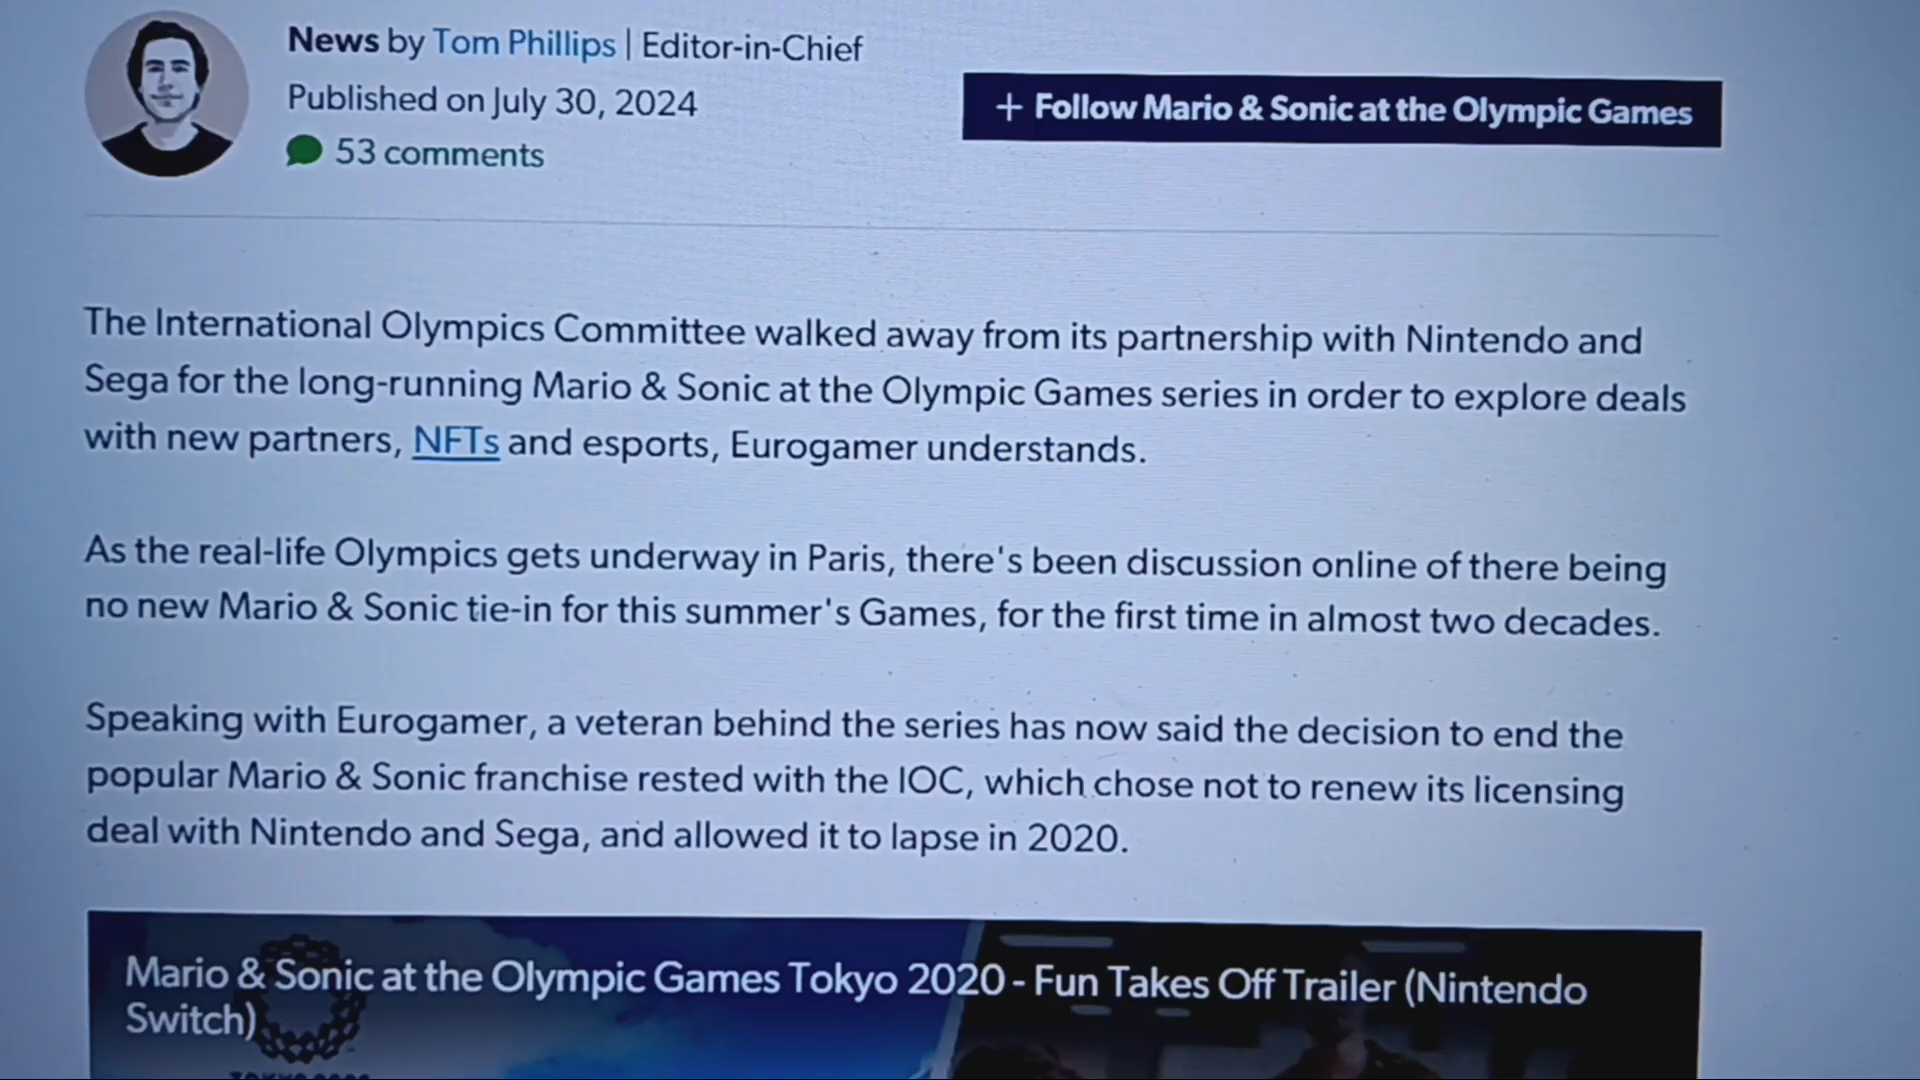 News by Tom Phillips | Editor-in-Chief
Published on July 30, 2024
53 comments
+ Follow Mario & Sonic at the Olympic Games
The International Olympics Committee walked away from its partnership with Nintendo and
Sega for the long-running Mario & Sonic at the Olympic Games series in order to explore deals
with new partners, NFTs and esports, Eurogamer understands.
As the real-life Olympics gets underway in Paris, there's been discussion online of there being
no new Mario & Sonic tie-in for this summer's Games, for the first time in almost two decades.
Speaking with Eurogamer, a veteran behind the series has now said the decision to end the
popular Mario & Sonic franchise rested with the IOC, which chose not to renew its licensing
deal with Nintendo and Sega, and allowed it to lapse in 2020.
Mario & Sonic at the Olympic Games Tokyo 2020 - Fun Takes Off Trailer (Nintendo
Switch)